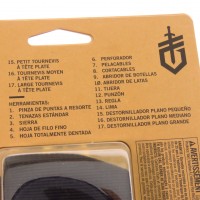 15. PETIT TOURNEVIS
À TÊTE PLATE
16. TOURNEVIS MOYEN
À TÊTE PLATE
17. LARGE TOURNEVIS
À TÊTE PLATE
HERRAMIENTAS:
1. PINZA DE PUNTAS A RESORTE
2. TENAZAS ESTÁNDAR
3. SIERRA
4. HOJA DE FILO FINO
5. HOJA TOTALMENTE DENTADA
6. PERFORADOR
7. PELACABLES
8. CORTACABLES
9. ABRIDOR DE BOTELLAS
10. ABRIDOR DE LATAS
11. TIJERA
12. PUNZÓN
13. REGLA
14. LIMA
15. DESTORNILLADOR PLANO PEQUEÑO
16. DESTORNILLADOR PLANO MEDIANO
17. DESTORNILLADOR PLANO GRANDE
AVERTISSEMENT